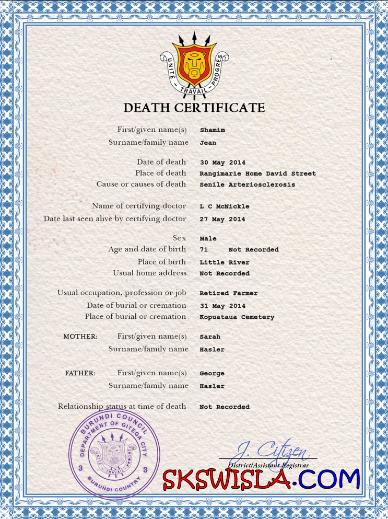 UNITE TRAVAIL PROGRES
DEATH CERTIFICATE
First/given name(s) Shamim
Surname/family name Jean
Date of death 30 May 2014
Place of death Rangimarie Home David Street
Cause or causes of death Senile Arteriosclerosis
Name of certifying doctor L C McNickle
Date last seen alive by certifying doctor 27 May 2014
Sex Male
Age and date of birth 71 Not Recorded
Place of birth Little River
Usual home address Not Recorded
Usual occupation, profession or job Retired Farmer
Date of burial or cremation 31 May 2014
Place of burial or cremation Kopuataua Cemetery
MOTHER: First/given name(s) Sarah
Surname/family name Hasler
FATHER: First/given name(s) George
Surname/family name Hazler
Relationship status at time of death Not Recorded
BURUNDI COUNCIL
DEPARTMENT OF GITEGA CITY
3 3
BURUNDI COUNTRY
J. Citizen
District/Assistant Registrar
SKSWISLA.COM